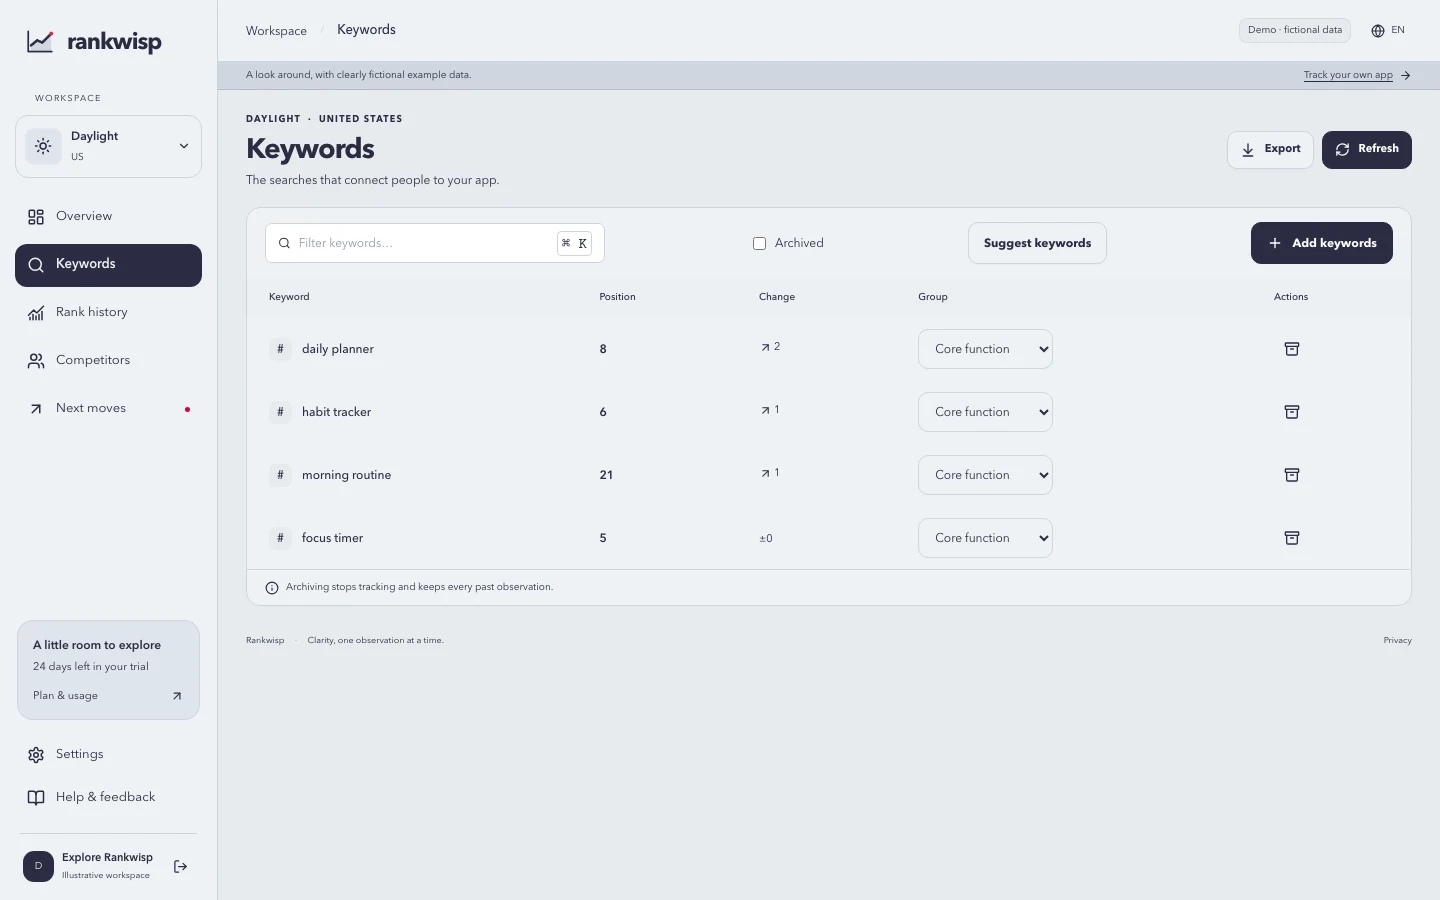 rankwisp
WORKSPACE
Daylight
US
Overview
Keywords
Rank history
Competitors
Next moves
A little room to explore
24 days left in your trial
Plan & usage
Settings
Help & feedback
D
Explore Rankwisp
Illustrative workspace
Workspace / Keywords
Demo · fictional data
EN
A look around, with clearly fictional example data.
Track your own app
DAYLIGHT · UNITED STATES
Keywords
The searches that connect people to your app.
Export
Refresh
Filter keywords...
⌘ K
Archived
Suggest keywords
Add keywords
Keyword Position Change Group Actions
# daily planner 8 2 Core function
# habit tracker 6 1 Core function
# morning routine 21 1 Core function
# focus timer 5 ±0 Core function
Archiving stops tracking and keeps every past observation.
Rankwisp · Clarity, one observation at a time.
Privacy